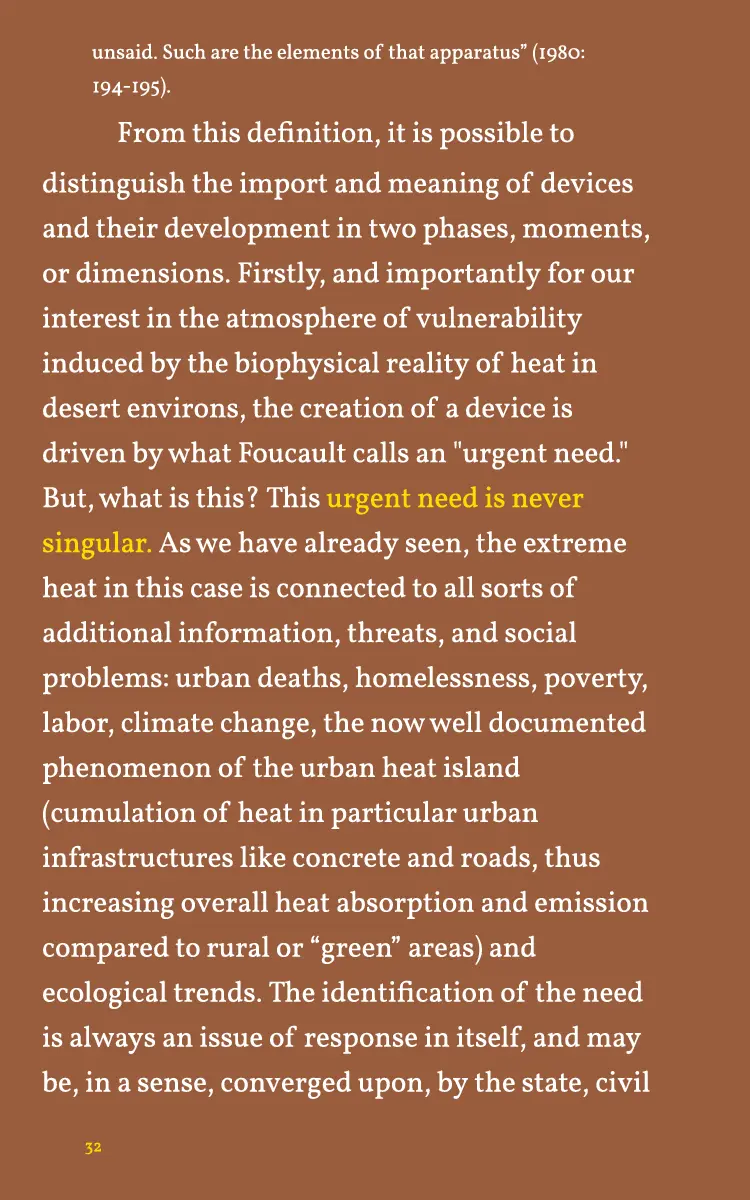 unsaid. Such are the elements of that apparatus” (1980:
194-195).
From this definition, it is possible to
distinguish the import and meaning of devices
and their development in two phases, moments,
or dimensions. Firstly, and importantly for our
interest in the atmosphere of vulnerability
induced by the biophysical reality of heat in
desert environs, the creation of a device is
driven by what Foucault calls an "urgent need."
But, what is this? This urgent need is never
singular. As we have already seen, the extreme
heat in this case is connected to all sorts of
additional information, threats, and social
problems: urban deaths, homelessness, poverty,
labor, climate change, the now well documented
phenomenon of the urban heat island
(cumulation of heat in particular urban
infrastructures like concrete and roads, thus
increasing overall heat absorption and emission
compared to rural or “green” areas) and
ecological trends. The identification of the need
is always an issue of response in itself, and may
be, in a sense, converged upon, by the state, civil
32